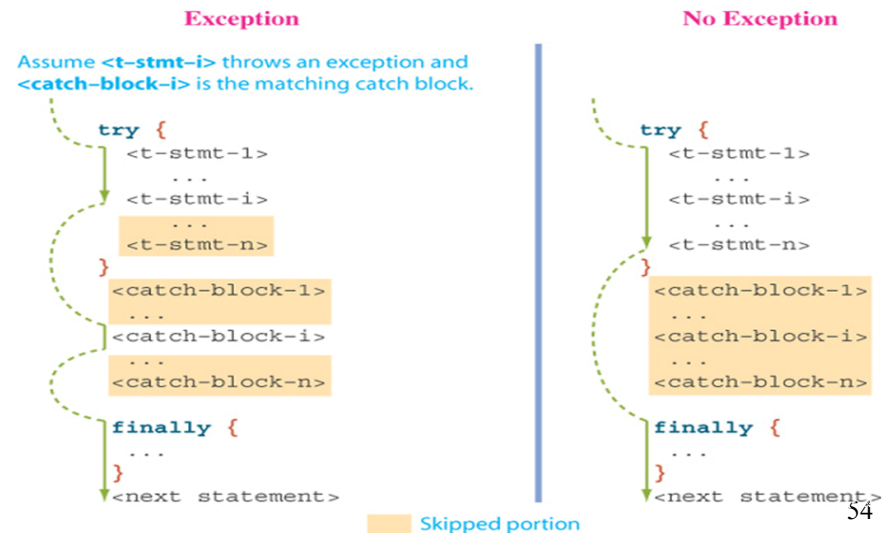 Exception
Assume <t-stmt-i> throws an exception and
<catch-block-i> is the matching catch block.
try {
<t-stmt-1>
...
<t-stmt-i>
...
<t-stmt-n>
}
<catch-block-1>
...
<catch-block-i>
...
<catch-block-n>
finally {
...
}
<next statement>
No Exception
try {
<t-stmt-1>
...
<t-stmt-i>
...
<t-stmt-n>
}
<catch-block-1>
...
<catch-block-i>
...
<catch-block-n>
finally {
...
}
<next statement>
Skipped portion
54